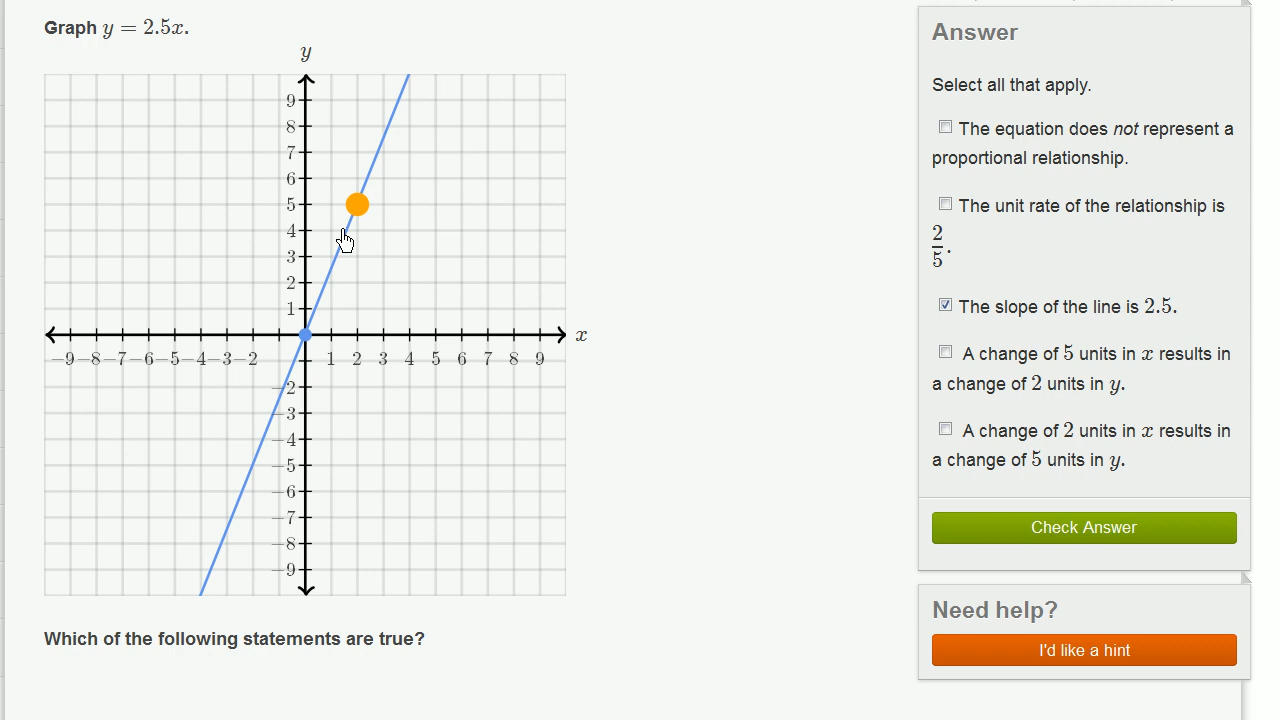 Graph y = 2.5x.
y
9
8
7
6
5
4
3
2
1
x
−9 −8 −7 −6 −5 −4 −3 −2 1 2 3 4 5 6 7 8 9
−2
−3
−4
−5
−6
−7
−8
−9
Which of the following statements are true?
Answer
Select all that apply.
The equation does not represent a
proportional relationship.
The unit rate of the relationship is
2/5.
The slope of the line is 2.5.
A change of 5 units in x results in
a change of 2 units in y.
A change of 2 units in x results in
a change of 5 units in y.
Check Answer
Need help?
I'd like a hint